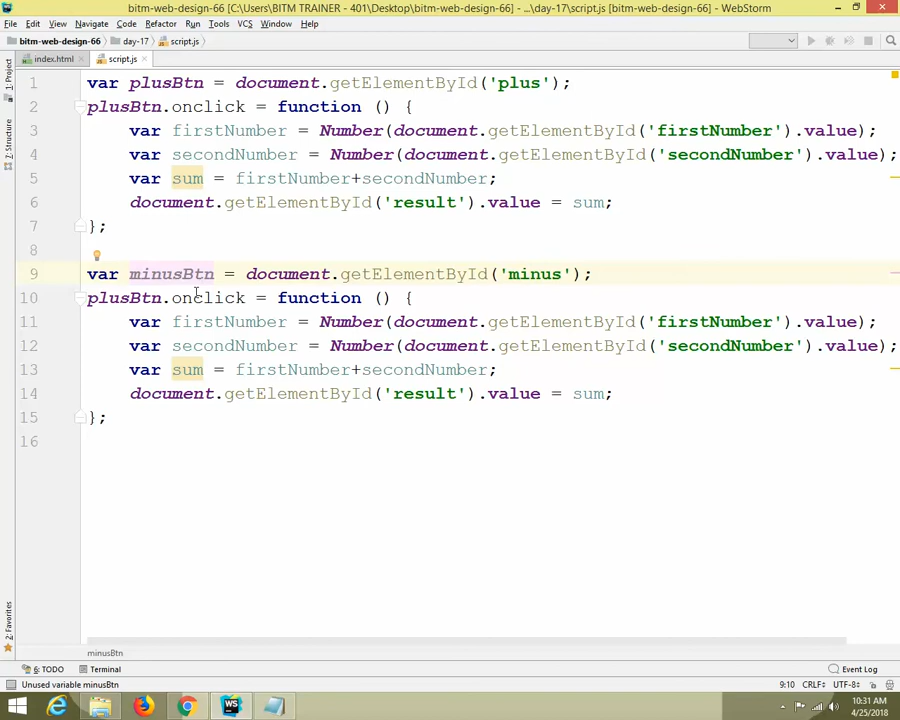 bitm-web-design-66 [C:\Users\BITM TRAINER - 401\Desktop\bitm-web-design-66] - ...\day-17\script.js [bitm-web-design-66] - WebStorm
File Edit View Navigate Code Refactor Run Tools VCS Window Help
bitm-web-design-66 day-17 script.js
index.html script.js
1: Project
7: Structure
2: Favorites
1 var plusBtn = document.getElementById('plus');
2 plusBtn.onclick = function () {
3 var firstNumber = Number(document.getElementById('firstNumber').value);
4 var secondNumber = Number(document.getElementById('secondNumber').value);
5 var sum = firstNumber+secondNumber;
6 document.getElementById('result').value = sum;
7 };
8
9 var minusBtn = document.getElementById('minus');
10 plusBtn.onclick = function () {
11 var firstNumber = Number(document.getElementById('firstNumber').value);
12 var secondNumber = Number(document.getElementById('secondNumber').value);
13 var sum = firstNumber+secondNumber;
14 document.getElementById('result').value = sum;
15 };
16
minusBtn
6: TODO Terminal Event Log
Unused variable minusBtn 9:10 CRLF÷ UTF-8÷
WS 10:31 AM
4/25/2018